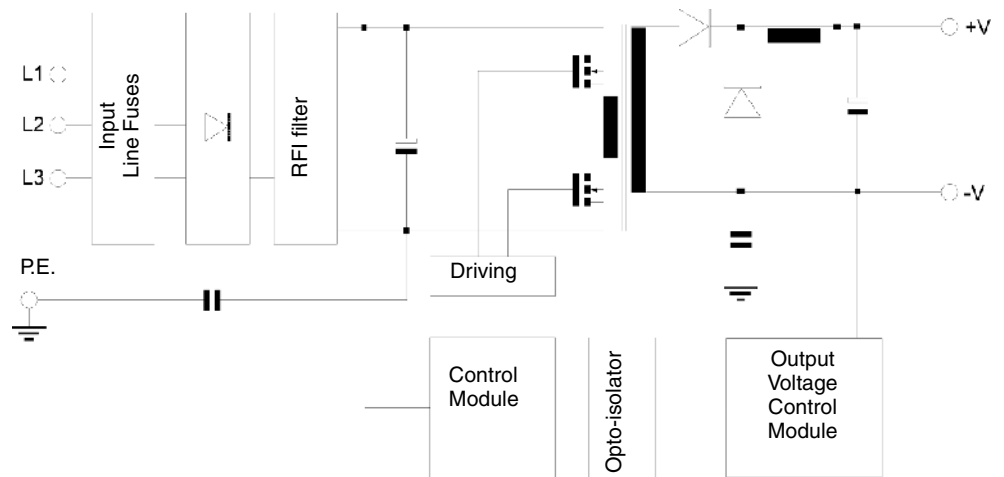 L1
L2
L3
Input
Line Fuses
RFI filter
+V
-V
P.E.
Driving
Control
Module
Opto-isolator
Output
Voltage
Control
Module